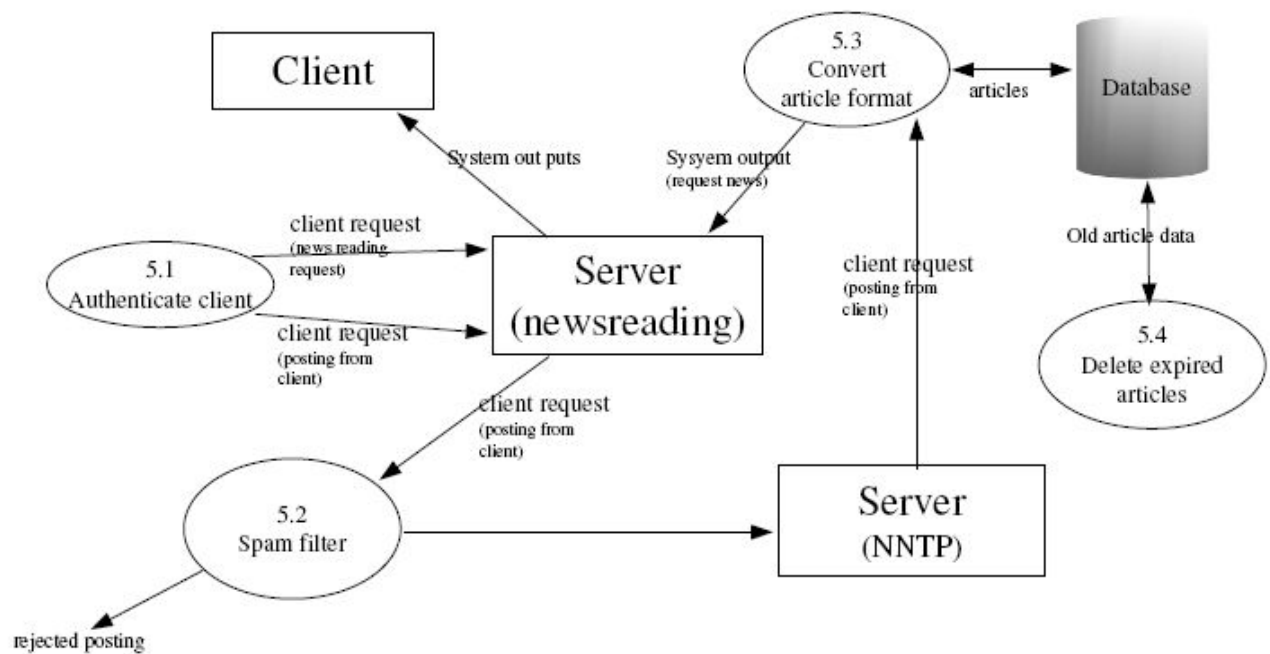 Client
5.3
Convert
article format
Database
articles
System out puts
Sysyem output
(request news)
client request
(news reading
request)
5.1
Authenticate client
client request
(posting from
client)
Server
(newsreading)
client request
(posting from
client)
Old article data
5.4
Delete expired
articles
client request
(posting from
client)
5.2
Spam filter
Server
(NNTP)
rejected posting